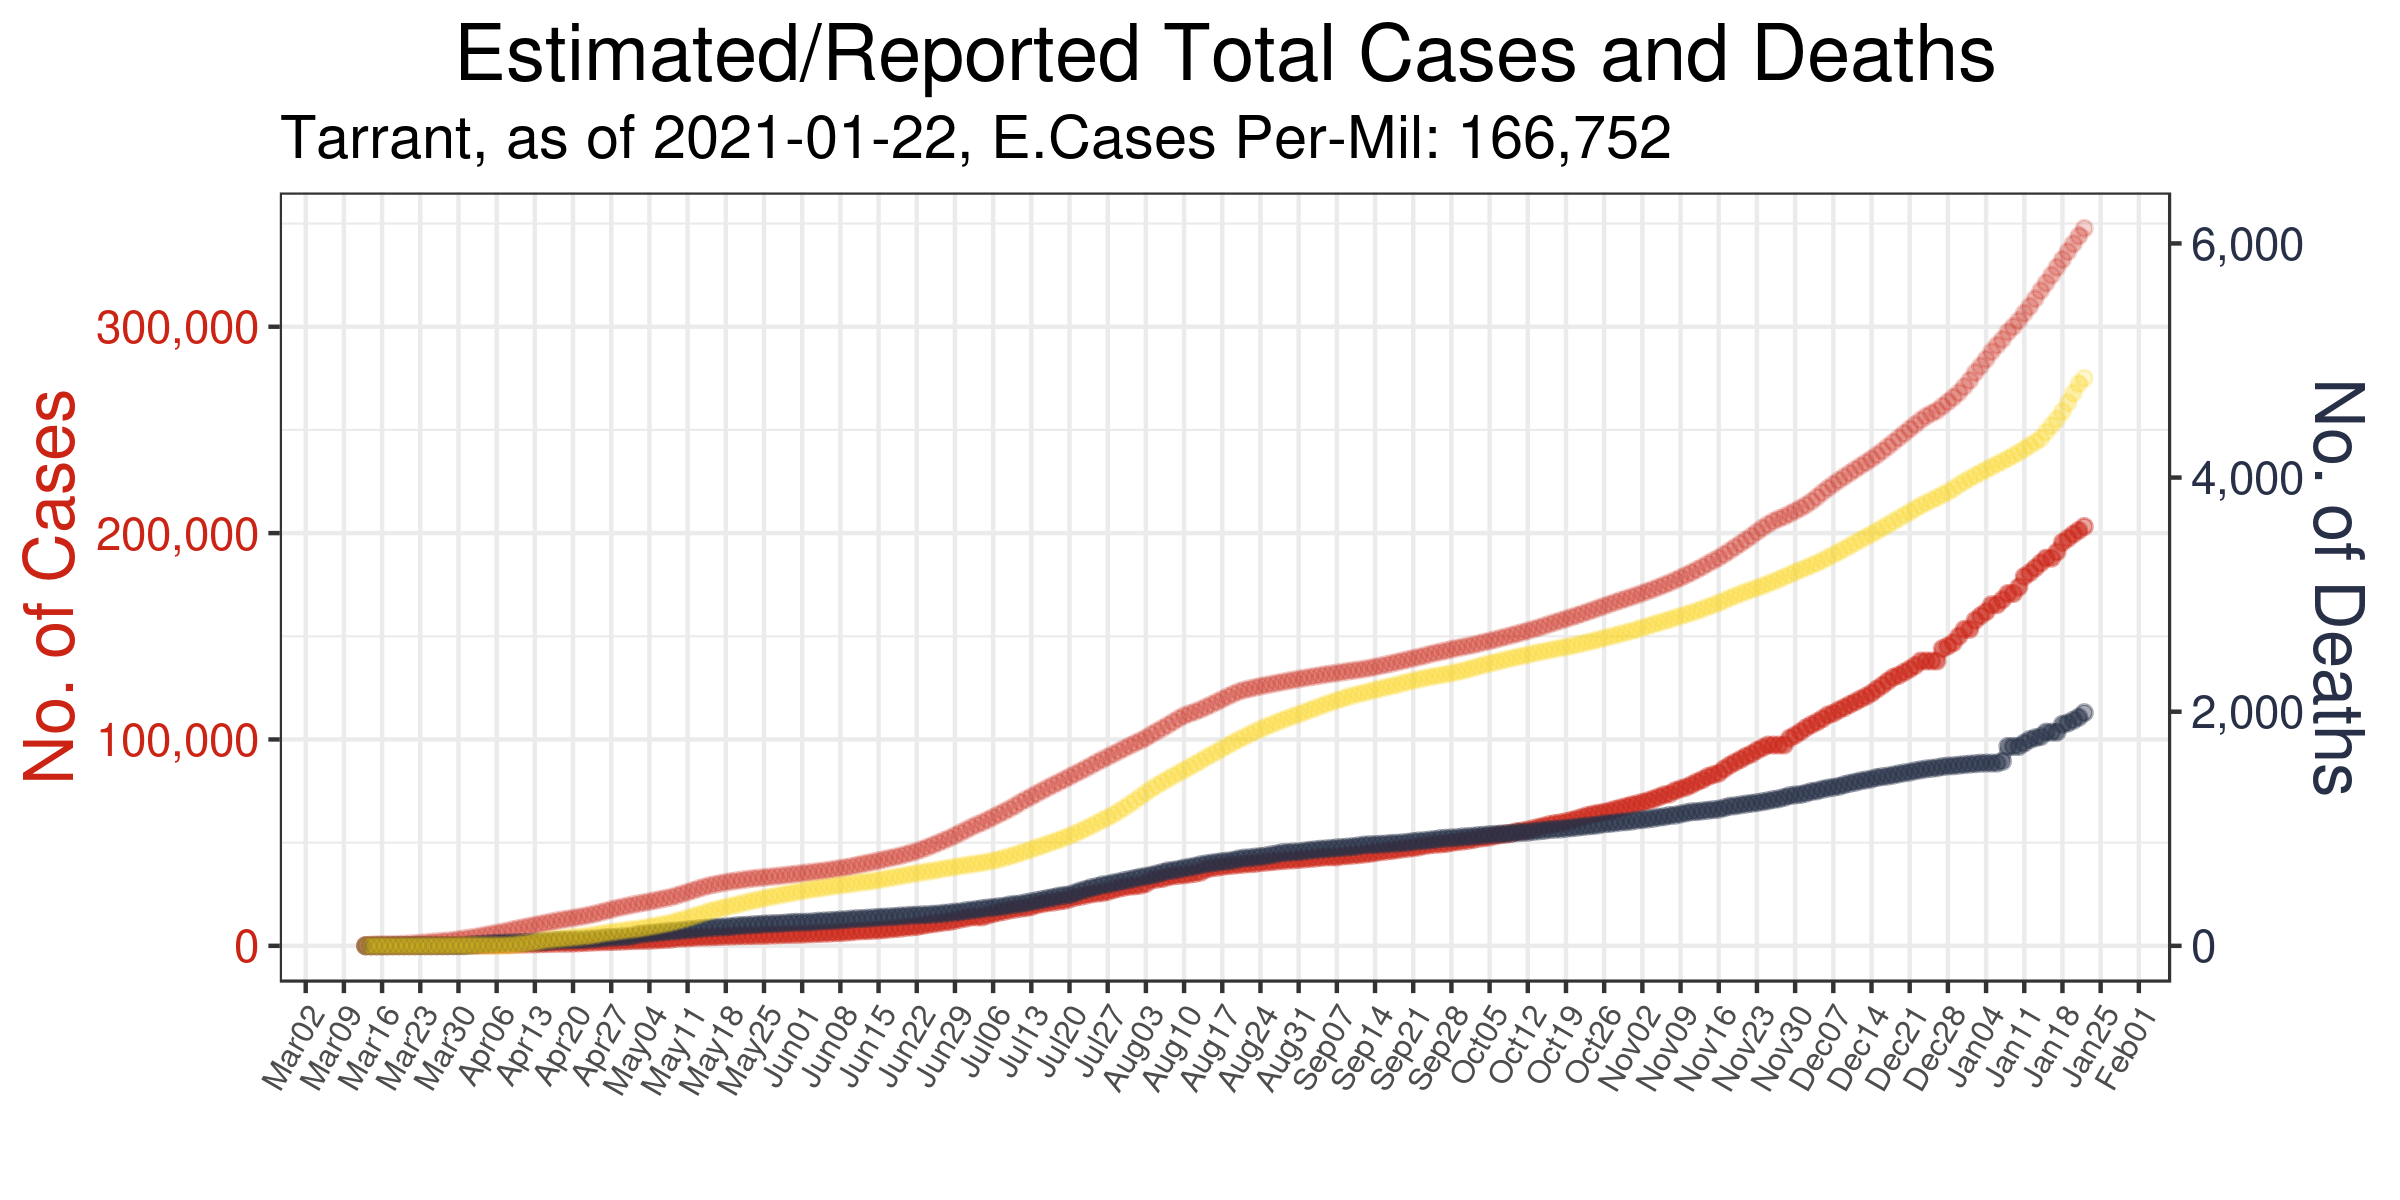 Estimated/Reported Total Cases and Deaths
Tarrant, as of 2021-01-22, E.Cases Per-Mil: 166,752
No. of Cases
300,000
200,000
100,000
0
6,000
4,000
2,000
0
No. of Deaths
Mar02
Mar09
Mar16
Mar23
Mar30
Apr06
Apr13
Apr20
Apr27
May04
May11
May18
May25
Jun01
Jun08
Jun15
Jun22
Jun29
Jul06
Jul13
Jul20
Jul27
Aug03
Aug10
Aug17
Aug24
Aug31
Sep07
Sep14
Sep21
Sep28
Oct05
Oct12
Oct19
Oct26
Nov02
Nov09
Nov16
Nov23
Nov30
Dec07
Dec14
Dec21
Dec28
Jan04
Jan11
Jan18
Jan25
Feb01